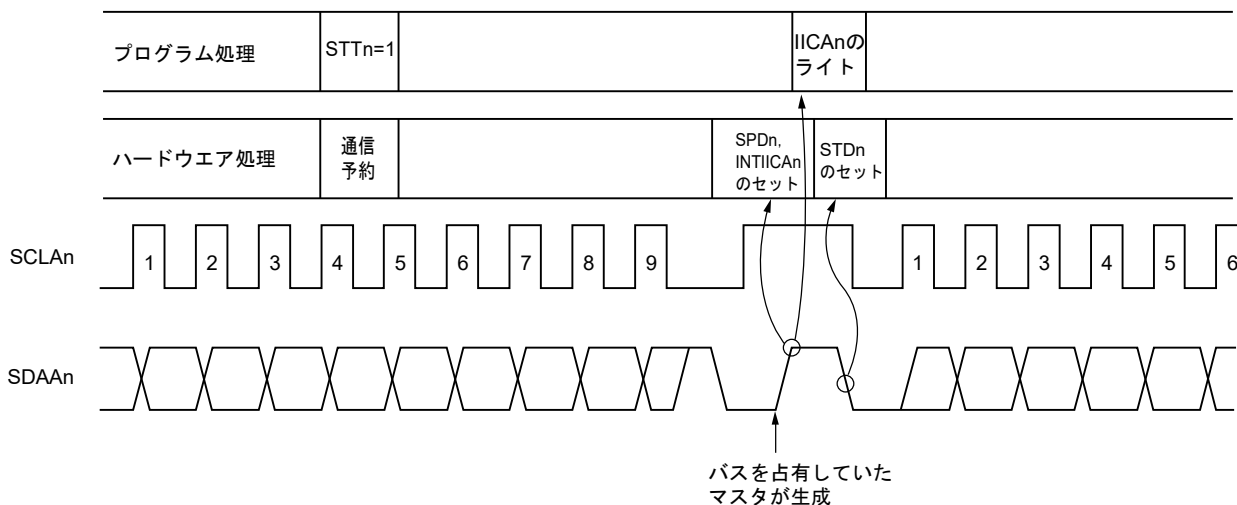 プログラム処理
STTn=1
IICAnの
ライト
ハードウエア処理
通信
予約
SPDn,
INTIICAn
のセット
STDn
のセット
SCLAn
1 2 3 4 5 6 7 8 9 1 2 3 4 5 6
SDAAn
バスを占有していた
マスタが生成